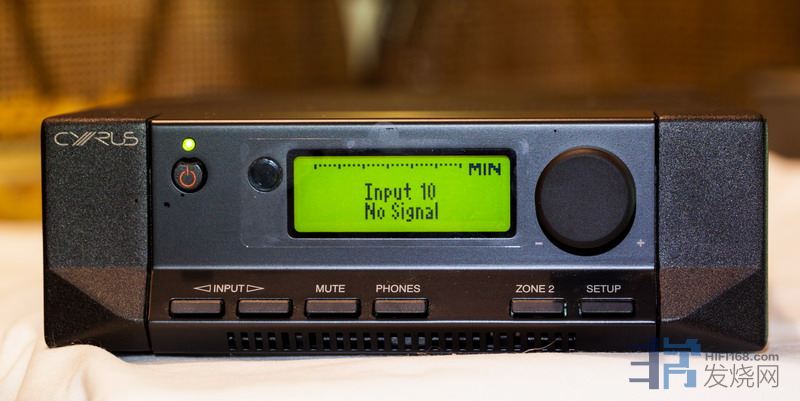 CYRUS
MIN
Input 10
No Signal
- +
INPUT
MUTE
PHONES
ZONE 2
SETUP
HIFI168.com
发烧网